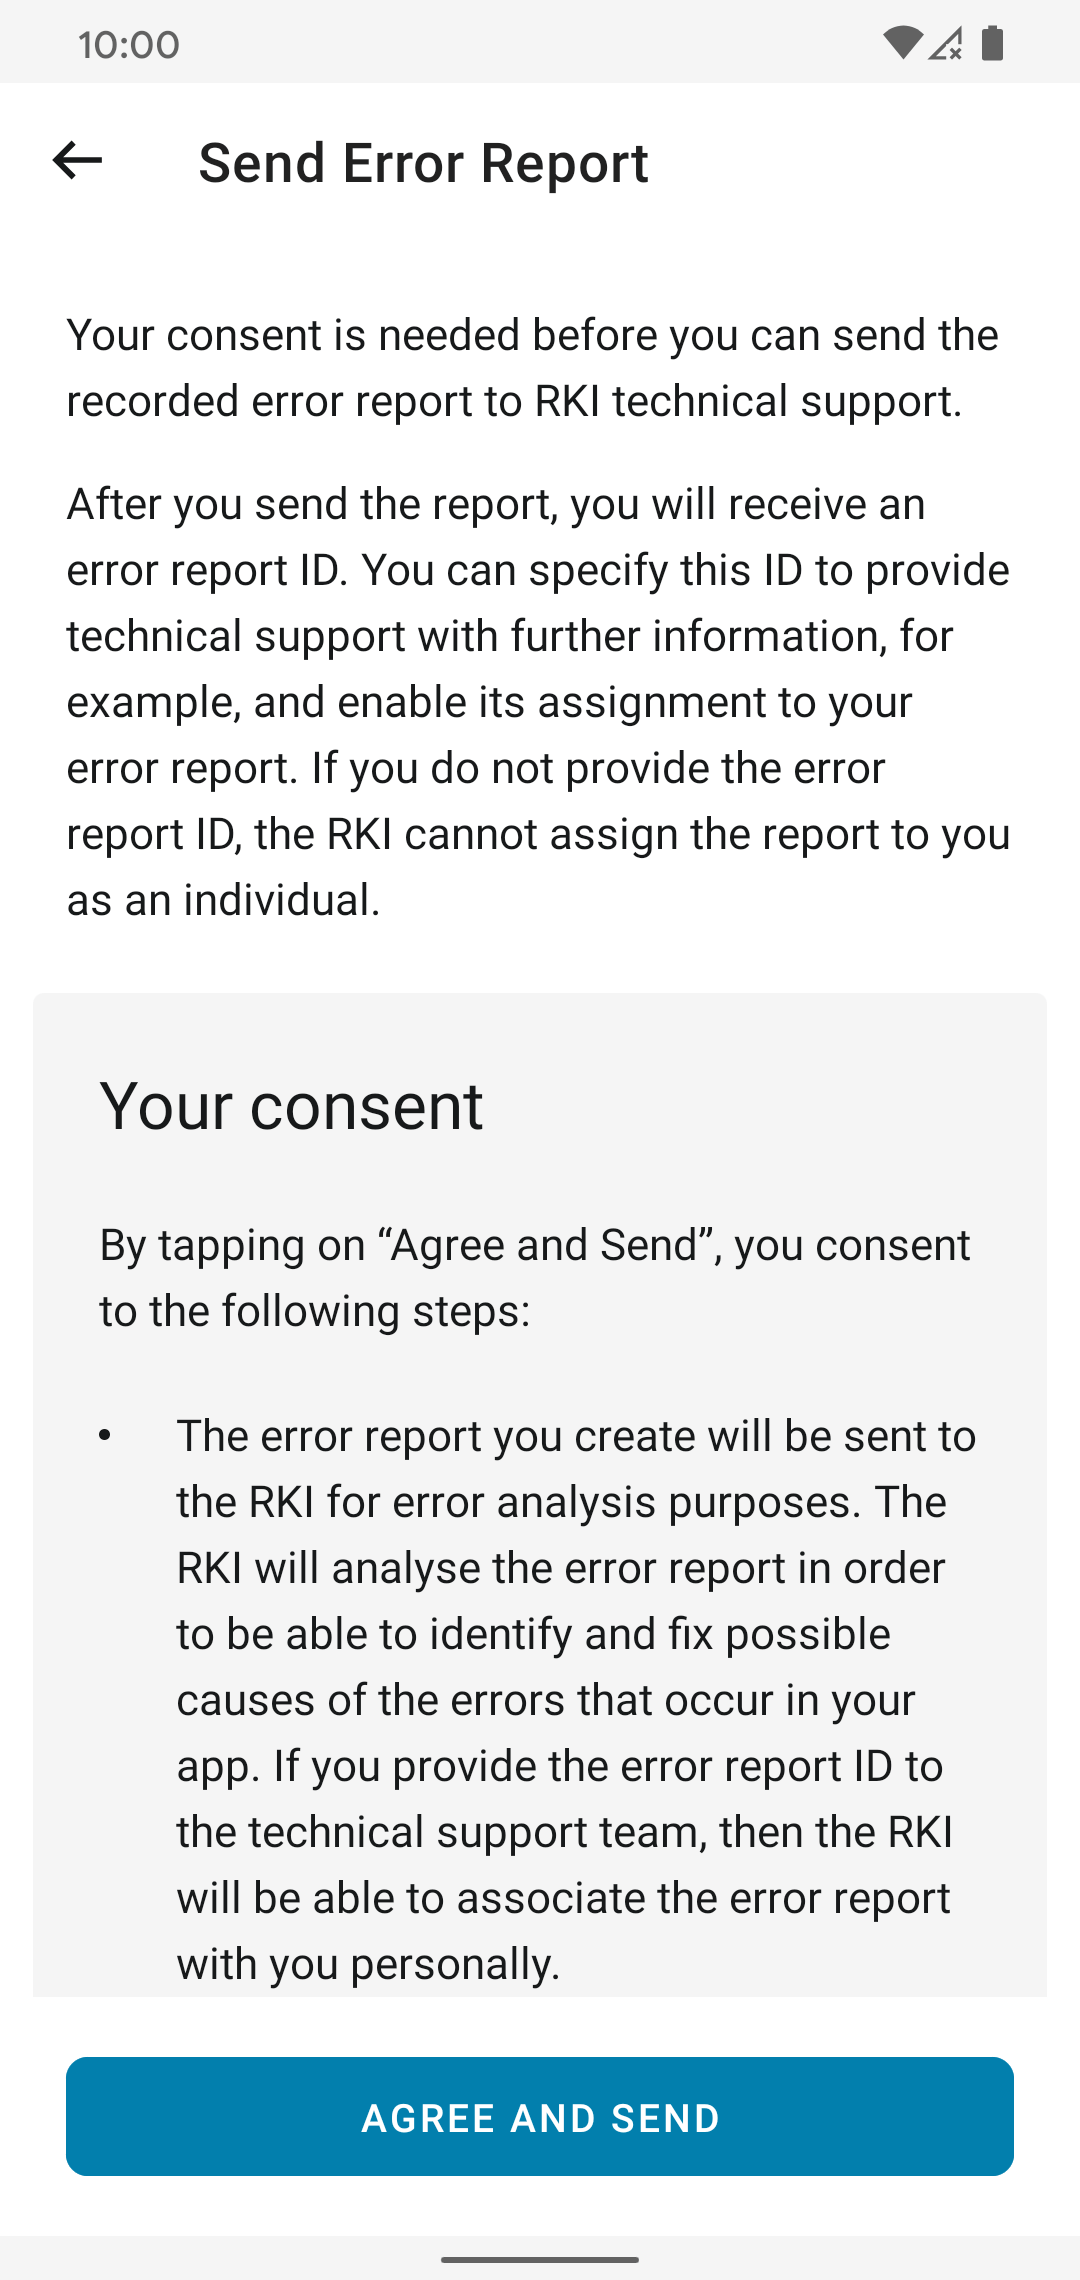 10:00
Send Error Report
Your consent is needed before you can send the
recorded error report to RKI technical support.
After you send the report, you will receive an
error report ID. You can specify this ID to provide
technical support with further information, for
example, and enable its assignment to your
error report. If you do not provide the error
report ID, the RKI cannot assign the report to you
as an individual.
Your consent
By tapping on “Agree and Send”, you consent
to the following steps:
• The error report you create will be sent to
the RKI for error analysis purposes. The
RKI will analyse the error report in order
to be able to identify and fix possible
causes of the errors that occur in your
app. If you provide the error report ID to
the technical support team, then the RKI
will be able to associate the error report
with you personally.
AGREE AND SEND